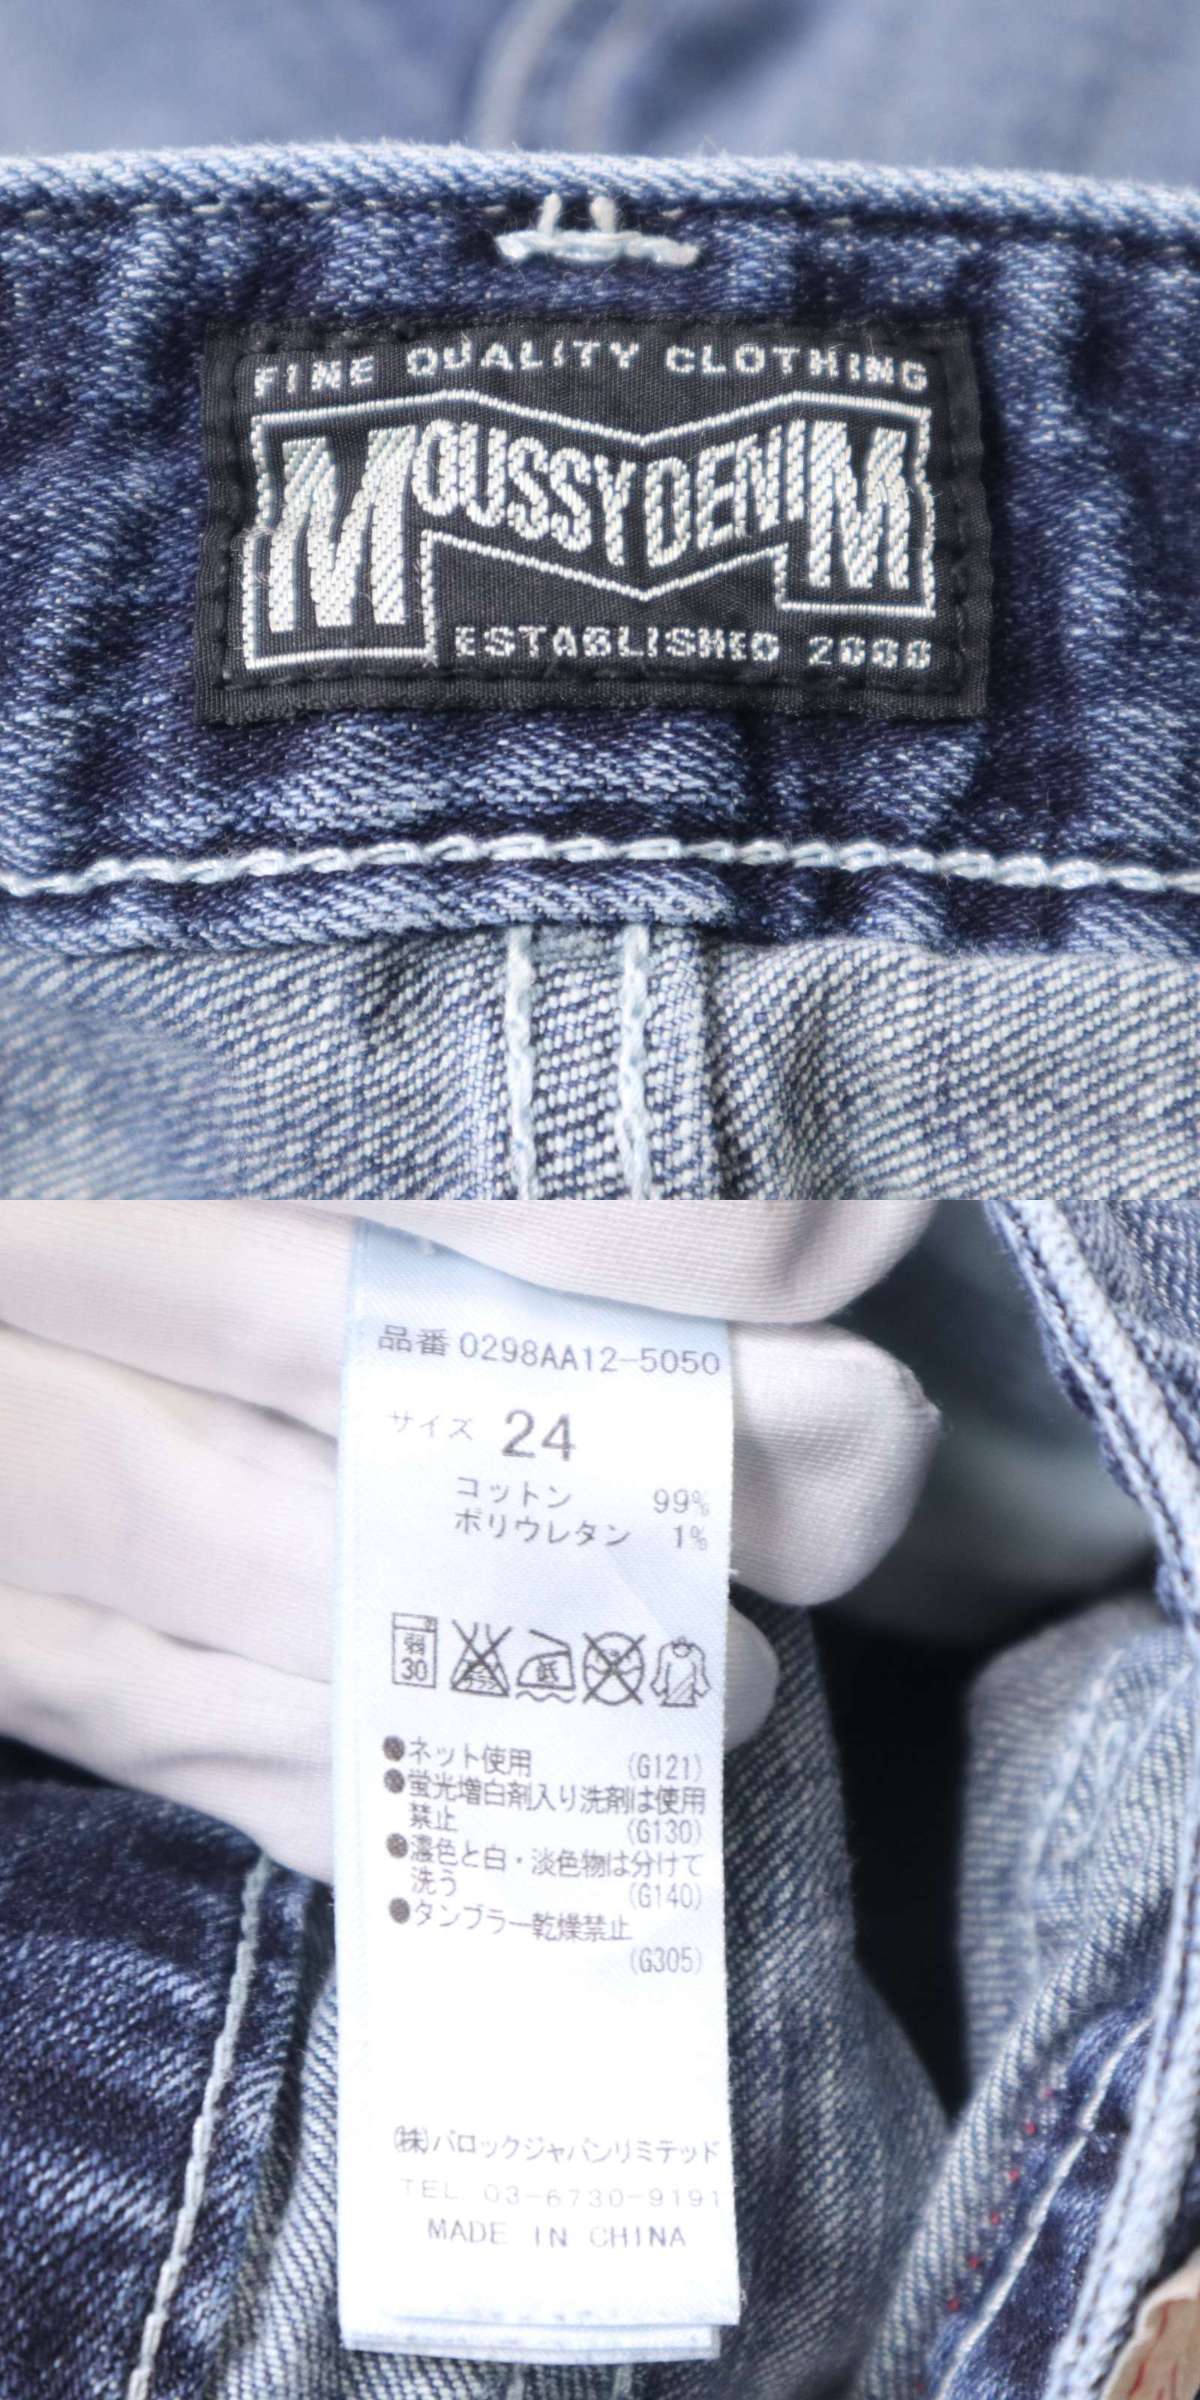 FINE QUALITY CLOTHING
MOUSSY DENIM
ESTABLISHED 2000
品番 0298AA12-5050
サイズ 24
コットン 99%
ポリウレタン 1%
弱 30 低
●ネット使用 (G121)
●蛍光増白剤入り洗剤は使用
禁止 (G130)
●濃色と白・淡色物は分けて
洗う (G140)
●タンブラー乾燥禁止
(G305)
㈱バロックジャパンリミテッド
TEL. 03-6730-9191
MADE IN CHINA